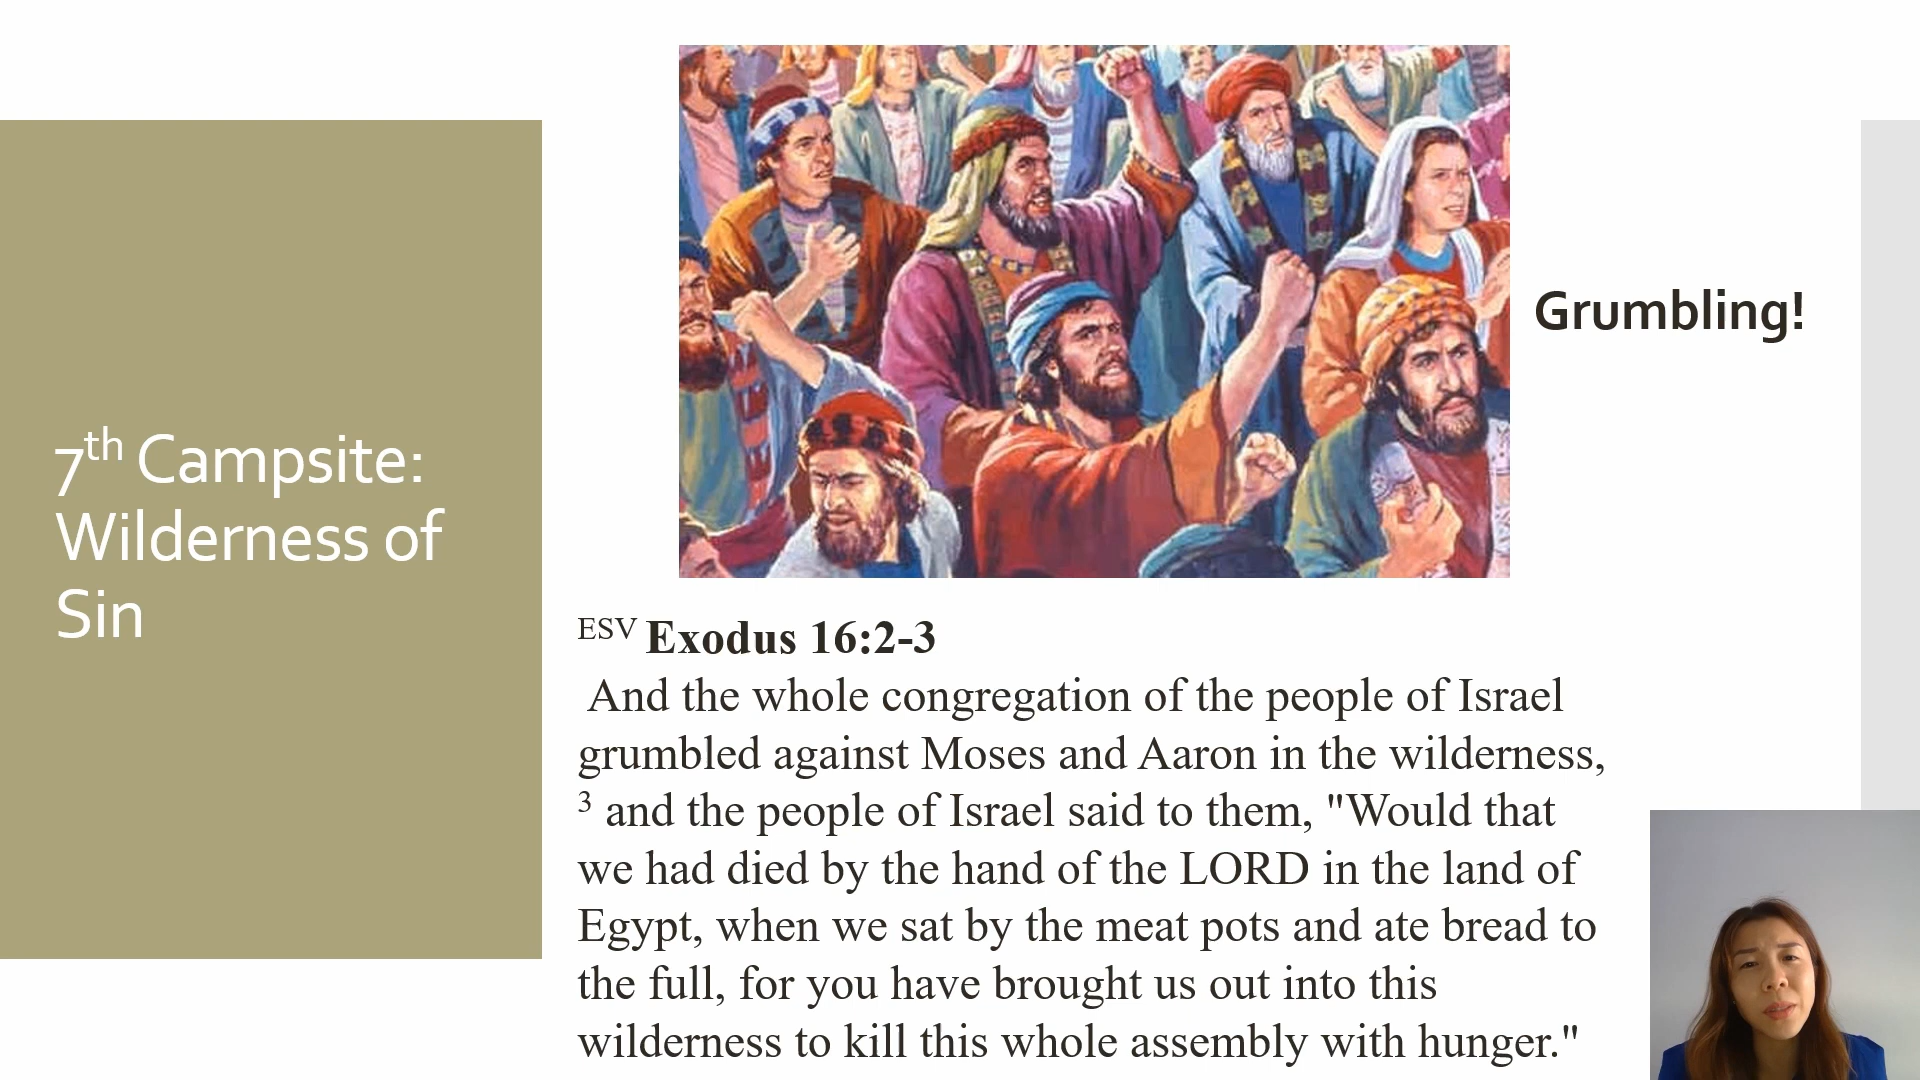 7th Campsite:
Wilderness of
Sin
Grumbling!
ESV Exodus 16:2-3
And the whole congregation of the people of Israel
grumbled against Moses and Aaron in the wilderness,
3 and the people of Israel said to them, "Would that
we had died by the hand of the LORD in the land of
Egypt, when we sat by the meat pots and ate bread to
the full, for you have brought us out into this
wilderness to kill this whole assembly with hunger."